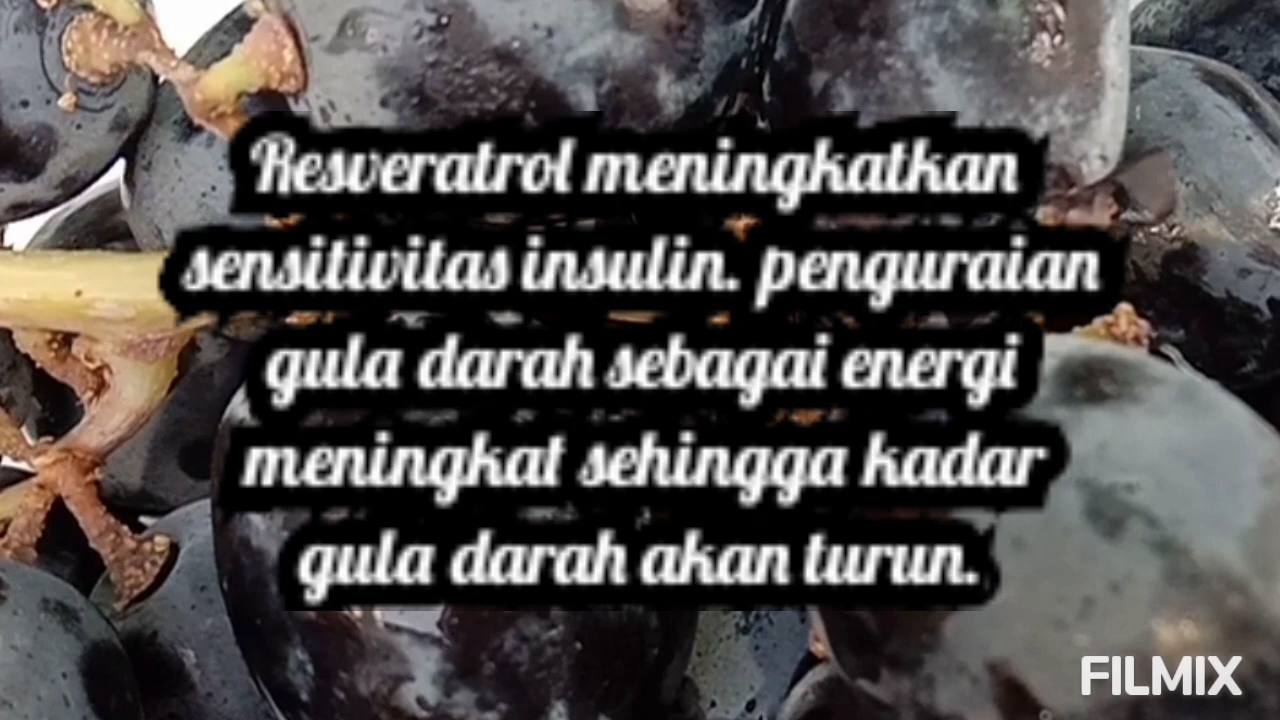 Resveratrol meningkatkan
sensitivitas insulin. penguraian
gula darah sebagai energi
meningkat sehingga kadar
gula darah akan turun.
FILMIX